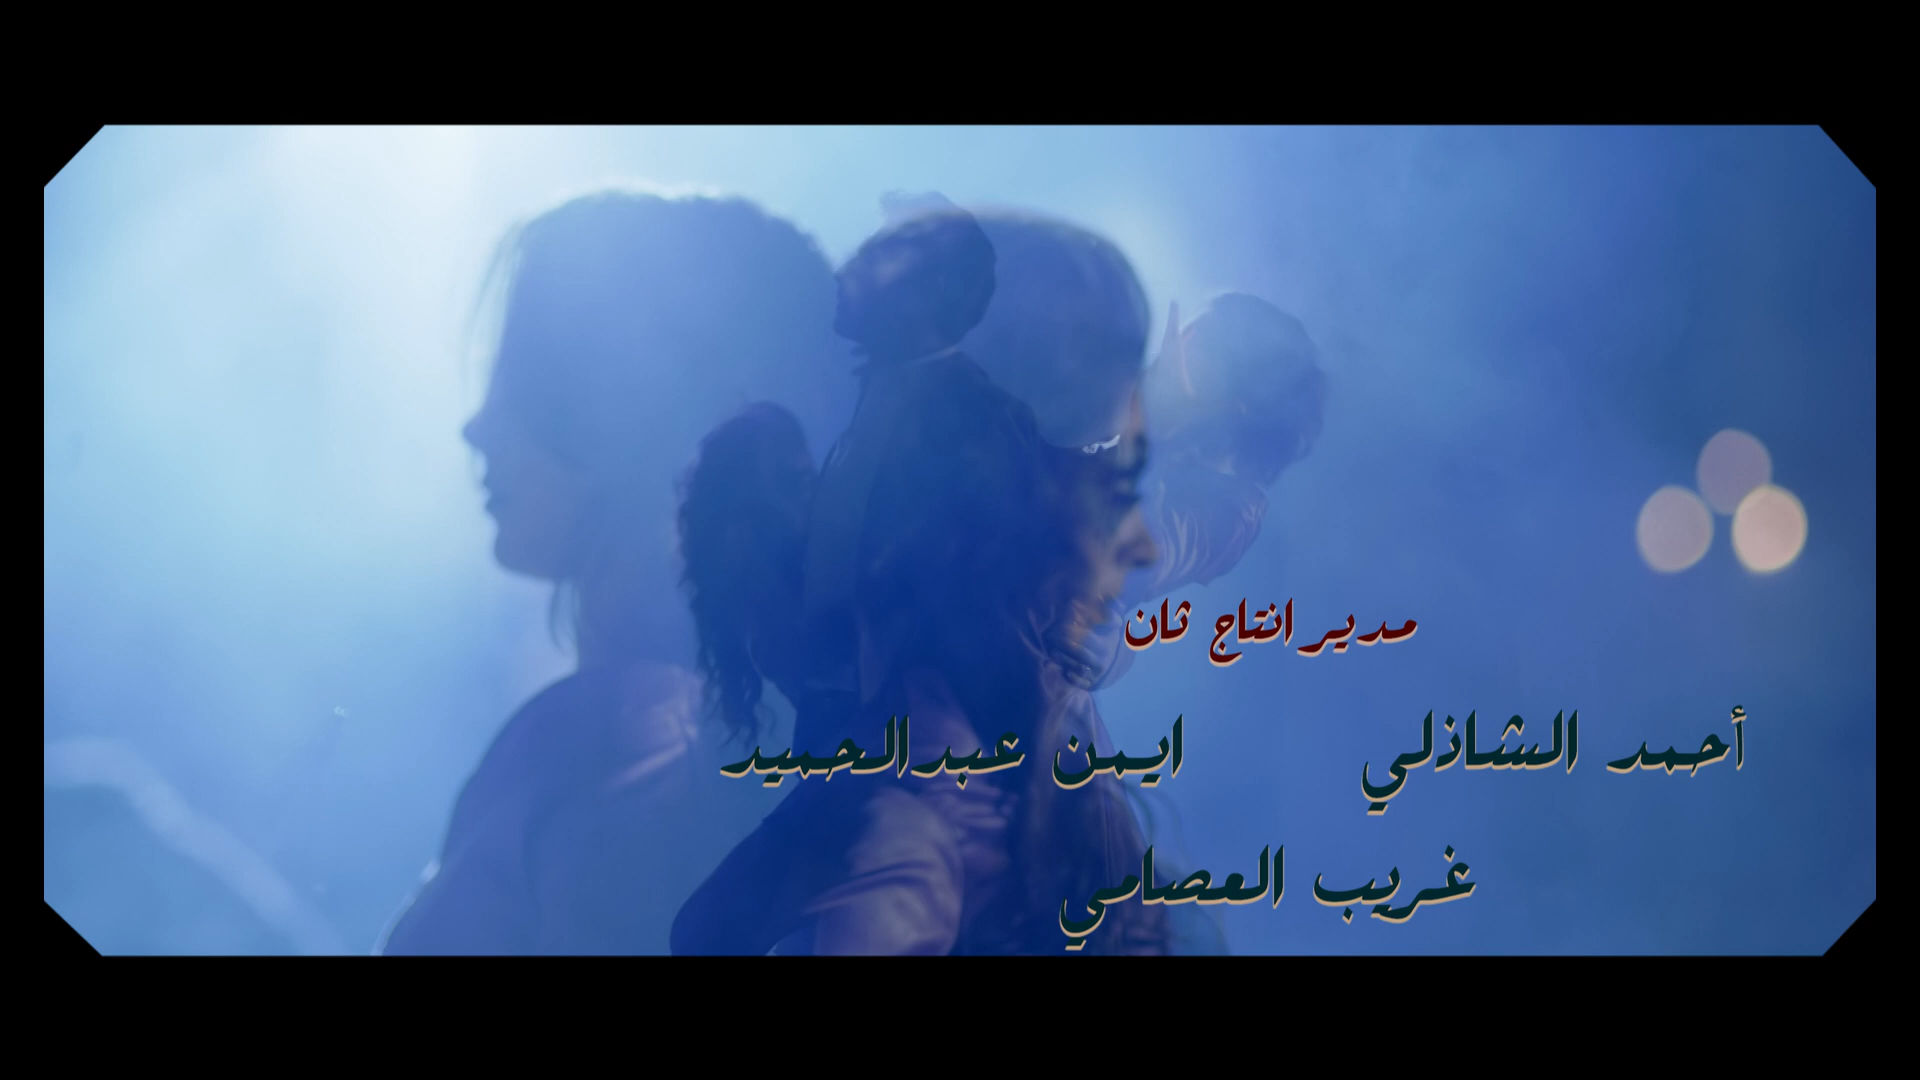 مدير انتاج ثان
أحمد الشاذلي ايمن عبدالحميد
غريب العصامي